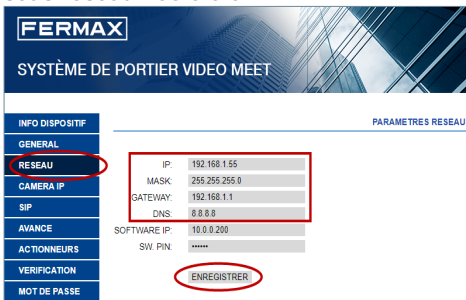 FERMAX
SYSTÈME DE PORTIER VIDEO MEET
INFO DISPOSITIF
GENERAL
RESEAU
CAMERA IP
SIP
AVANCE
ACTIONNEURS
VERIFICATION
MOT DE PASSE
PARAMETRES RESEAU
IP: 192.168.1.55
MASK: 255.255.255.0
GATEWAY: 192.168.1.1
DNS: 8.8.8.8
SOFTWARE IP: 10.0.0.200
SW. PIN: ••••••
ENREGISTRER